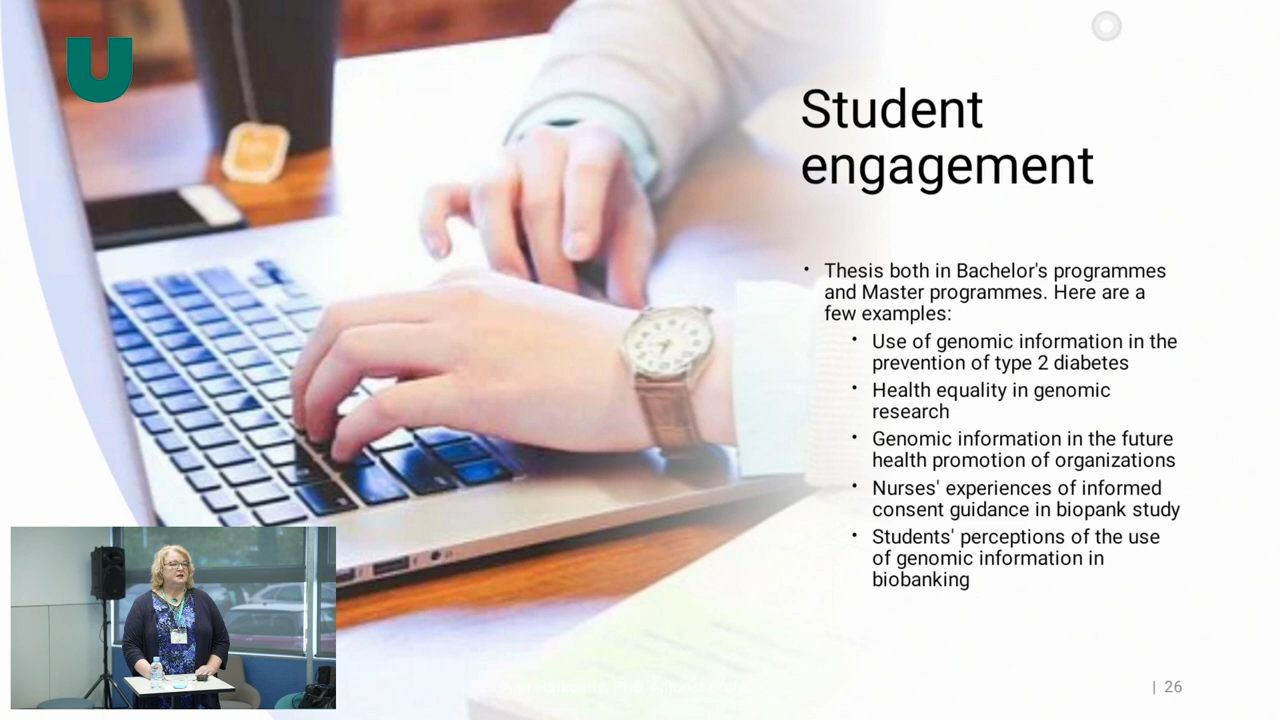 U
Student
engagement
• Thesis both in Bachelor's programmes
and Master programmes. Here are a
few examples:
• Use of genomic information in the
prevention of type 2 diabetes
• Health equality in genomic
research
• Genomic information in the future
health promotion of organizations
• Nurses' experiences of informed
consent guidance in biopank study
• Students' perceptions of the use
of genomic information in
biobanking
| 26